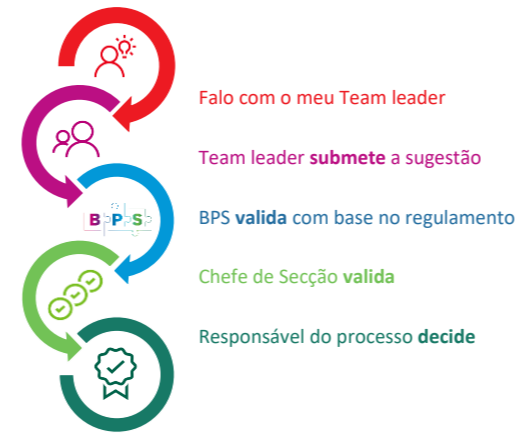 Falo com o meu Team leader
Team leader submete a sugestão
BPS
BPS valida com base no regulamento
Chefe de Secção valida
Responsável do processo decide